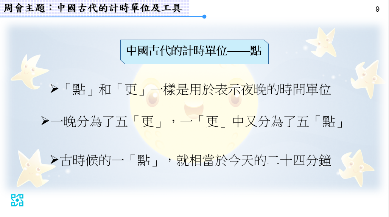 周會主題：中國古代的計時單位及工具
9
中國古代的計時單位——點
➢「點」和「更」一樣是用於表示夜晚的時間單位
➢一晚分為了五「更」，一「更」中又分為了五「點」
➢古時候的一「點」，就相當於今天的二十四分鐘